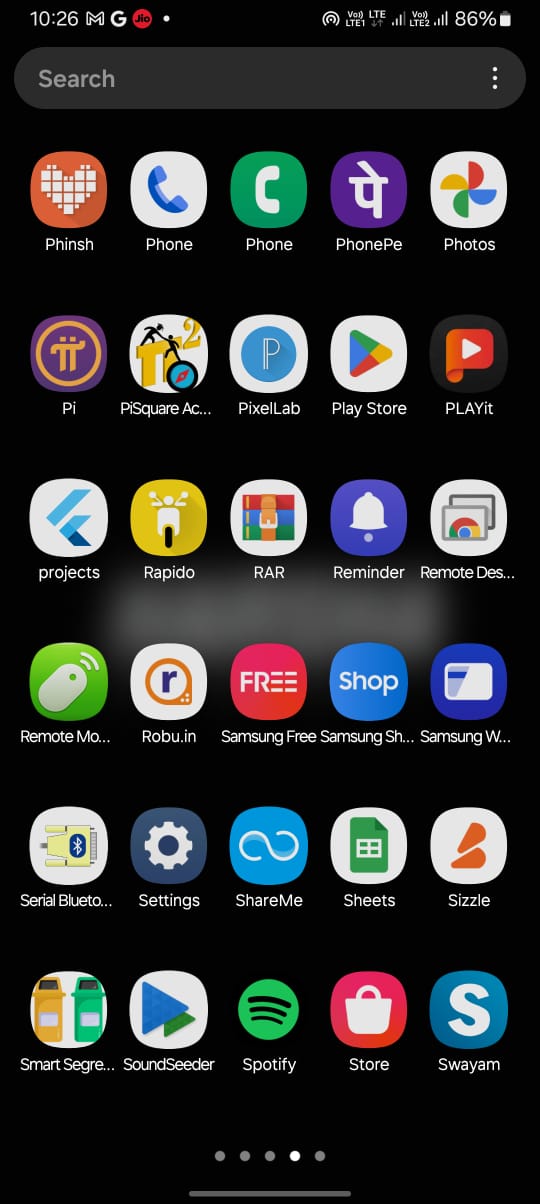 10:26 Jio Vo) LTE1 LTE Vo) LTE2 86%
Search
Phinsh Phone Phone PhonePe Photos
पे
2
P
Pi PiSquare Ac... PixelLab Play Store PLAYit
projects Rapido RAR Reminder Remote Des...
r FREE Shop
Remote Mo... Robu.in Samsung Free Samsung Sh... Samsung W...
Serial Blueto... Settings ShareMe Sheets Sizzle
S
Smart Segre... SoundSeeder Spotify Store Swayam